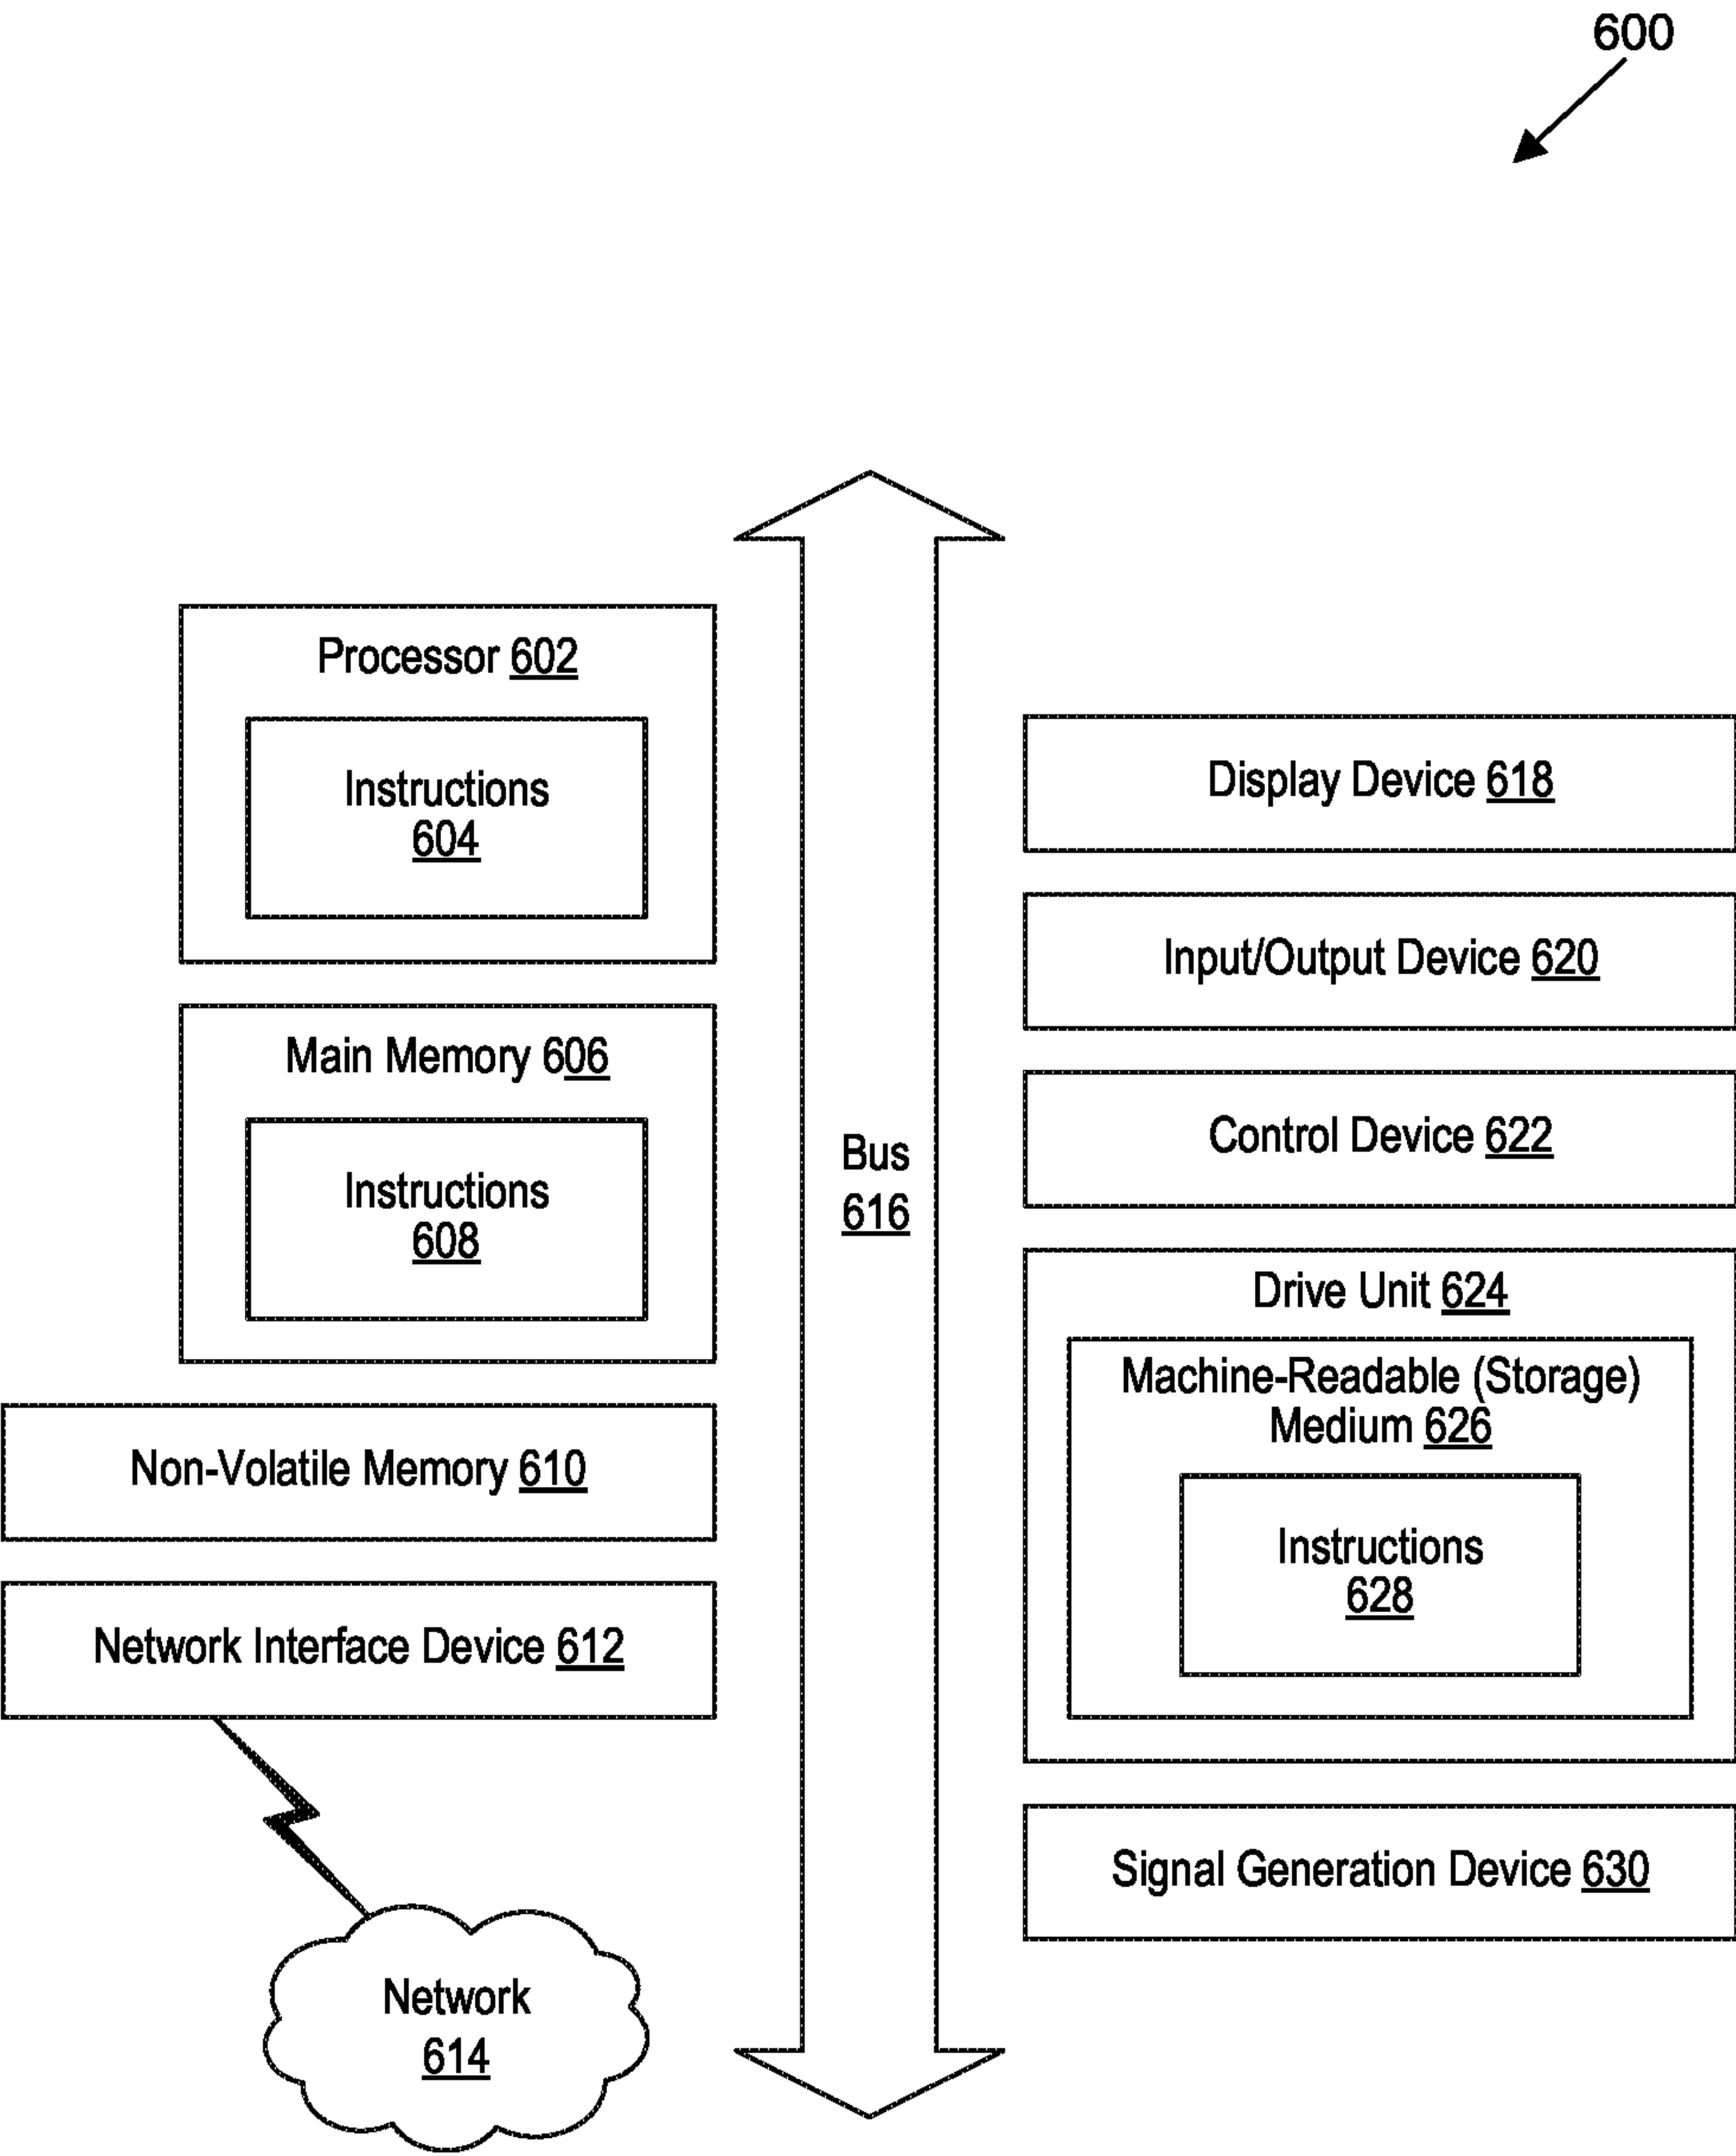 600
Processor 602
Instructions
604
Main Memory 606
Instructions
608
Non-Volatile Memory 610
Network Interface Device 612
Network
614
Bus
616
Display Device 618
Input/Output Device 620
Control Device 622
Drive Unit 624
Machine-Readable (Storage)
Medium 626
Instructions
628
Signal Generation Device 630